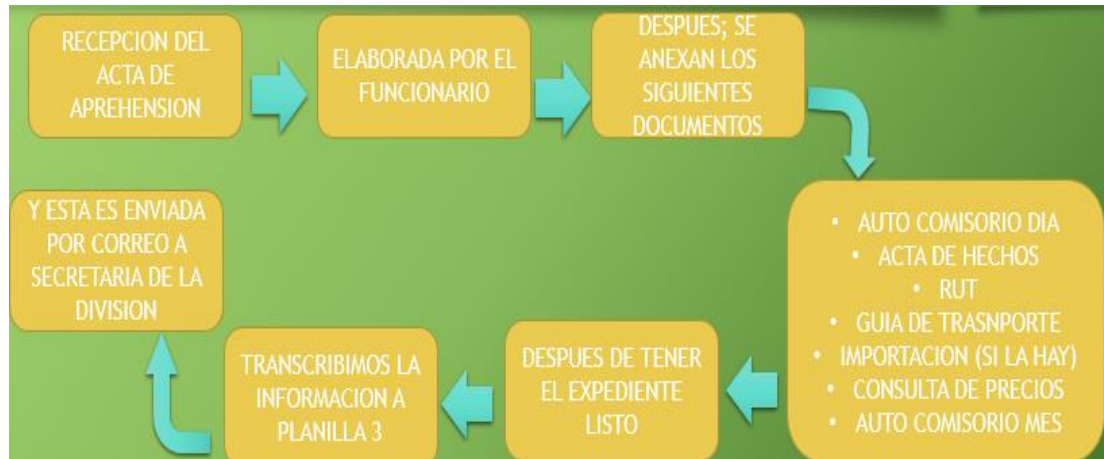 RECEPCION DEL
ACTA DE
APREHENSION
ELABORADA POR EL
FUNCIONARIO
DESPUES; SE
ANEXAN LOS
SIGUIENTES
DOCUMENTOS
• AUTO COMISORIO DIA
• ACTA DE HECHOS
• RUT
• GUIA DE TRASNPORTE
• IMPORTACION (SI LA HAY)
• CONSULTA DE PRECIOS
• AUTO COMISORIO MES
DESPUES DE TENER
EL EXPEDIENTE
LISTO
TRANSCRIBIMOS LA
INFORMACION A
PLANILLA 3
Y ESTA ES ENVIADA
POR CORREO A
SECRETARIA DE LA
DIVISION